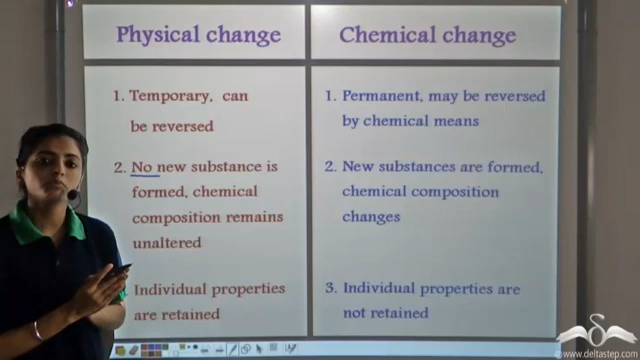 Physical change
Chemical change
1. Temporary, can
be reversed
2. No new substance is
formed, chemical
composition remains
unaltered
Individual properties
are retained
1. Permanent, may be reversed
by chemical means
2. New substances are formed,
chemical composition
changes
3. Individual properties are
not retained
© www.deltastep.com